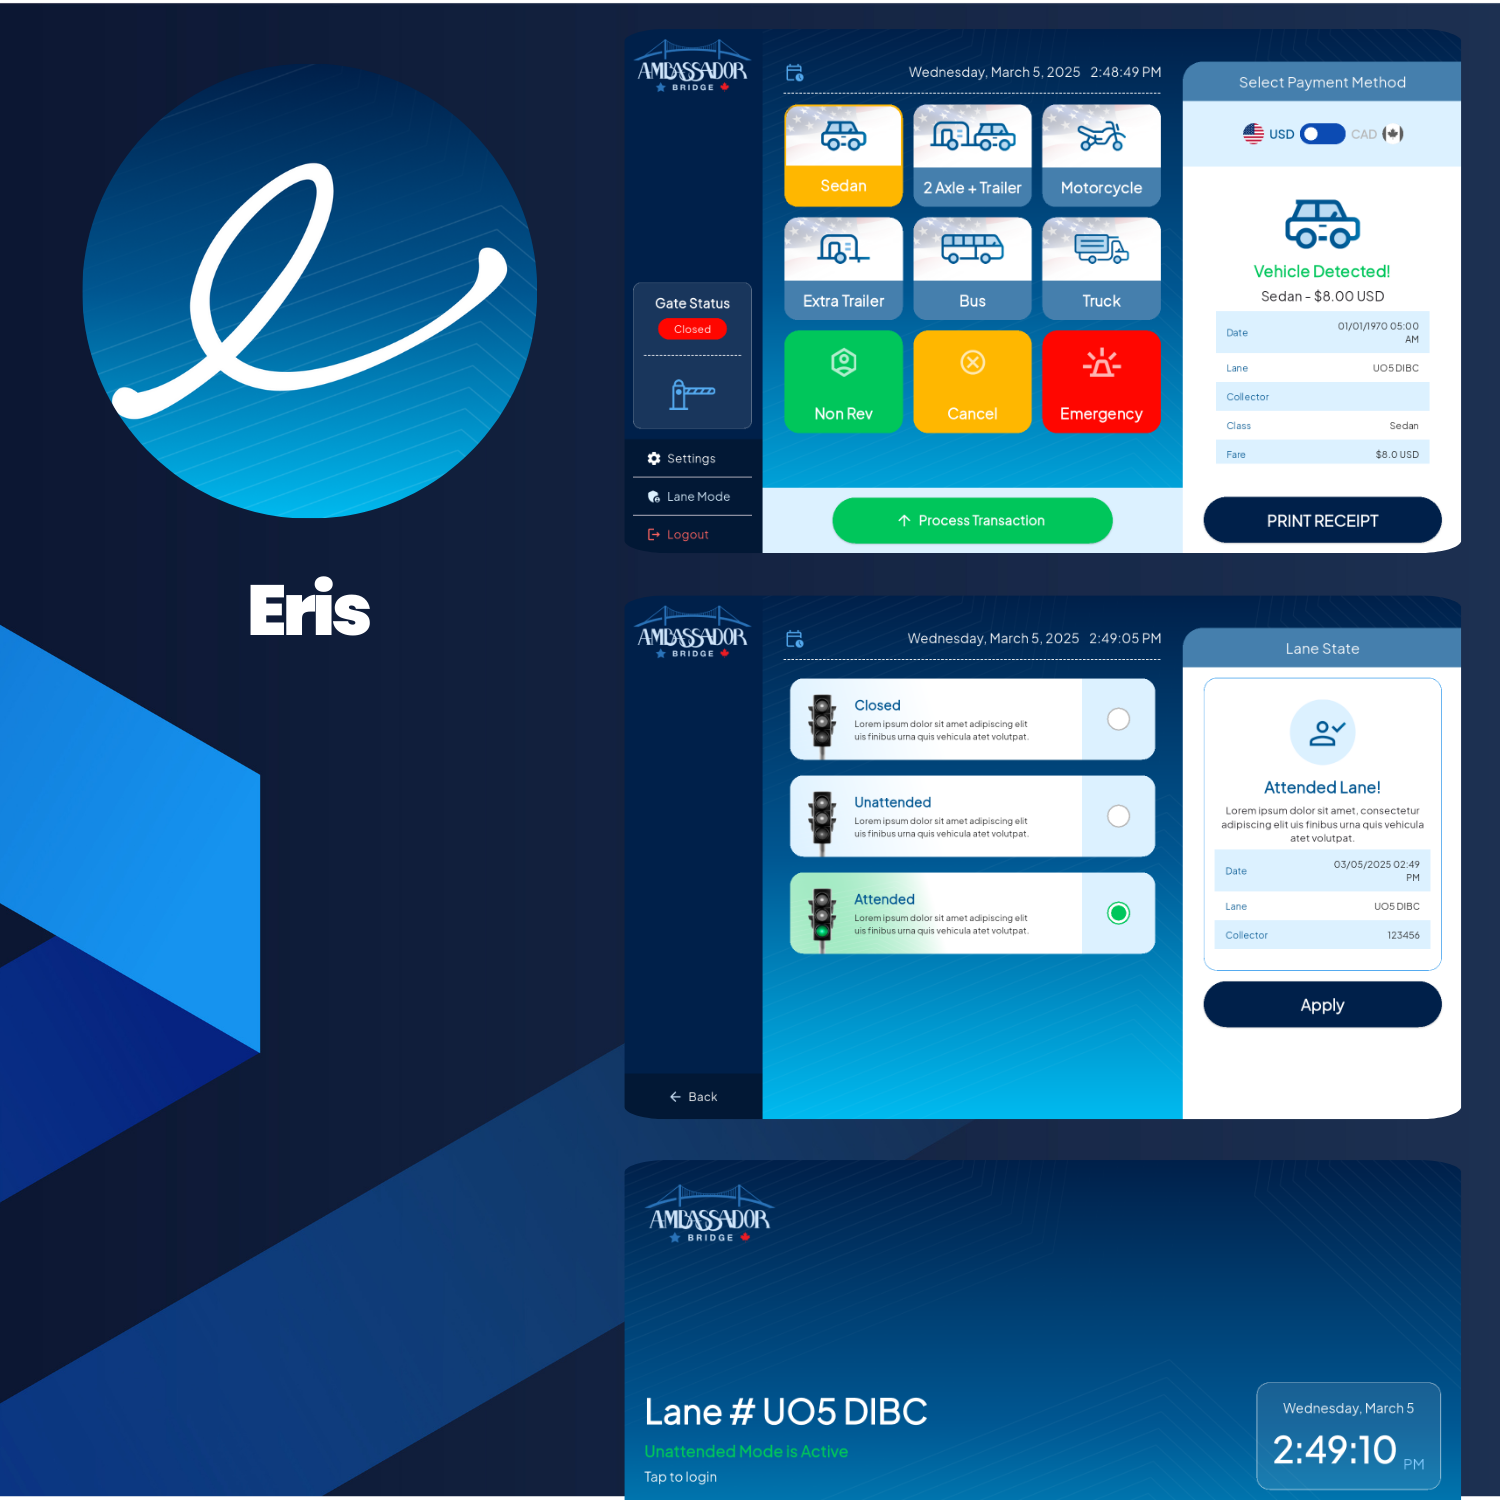 Eris
AMBASSADOR
BRIDGE
Wednesday, March 5, 2025 2:48:49 PM
Select Payment Method
USD CAD
Sedan
2 Axle + Trailer
Motorcycle
Extra Trailer
Bus
Truck
Non Rev
Cancel
Emergency
Gate Status
Closed
Settings
Lane Mode
Logout
Process Transaction
Vehicle Detected!
Sedan - $8.00 USD
Date 01/01/1970 05:00
AM
Lane UO5 DIBC
Collector
Class Sedan
Fare $8.0 USD
PRINT RECEIPT
AMBASSADOR
BRIDGE
Wednesday, March 5, 2025 2:49:05 PM
Closed
Lorem ipsum dolor sit amet adipiscing elit
uis finibus urna quis vehicula atet volutpat.
Unattended
Lorem ipsum dolor sit amet adipiscing elit
uis finibus urna quis vehicula atet volutpat.
Attended
Lorem ipsum dolor sit amet adipiscing elit
uis finibus urna quis vehicula atet volutpat.
Back
Lane State
Attended Lane!
Lorem ipsum dolor sit amet, consectetur
adipiscing elit uis finibus urna quis vehicula
atet volutpat.
Date 03/05/2025 02:49
PM
Lane UO5 DIBC
Collector 123456
Apply
AMBASSADOR
BRIDGE
Lane # UO5 DIBC
Unattended Mode is Active
Tap to login
Wednesday, March 5
2:49:10 PM